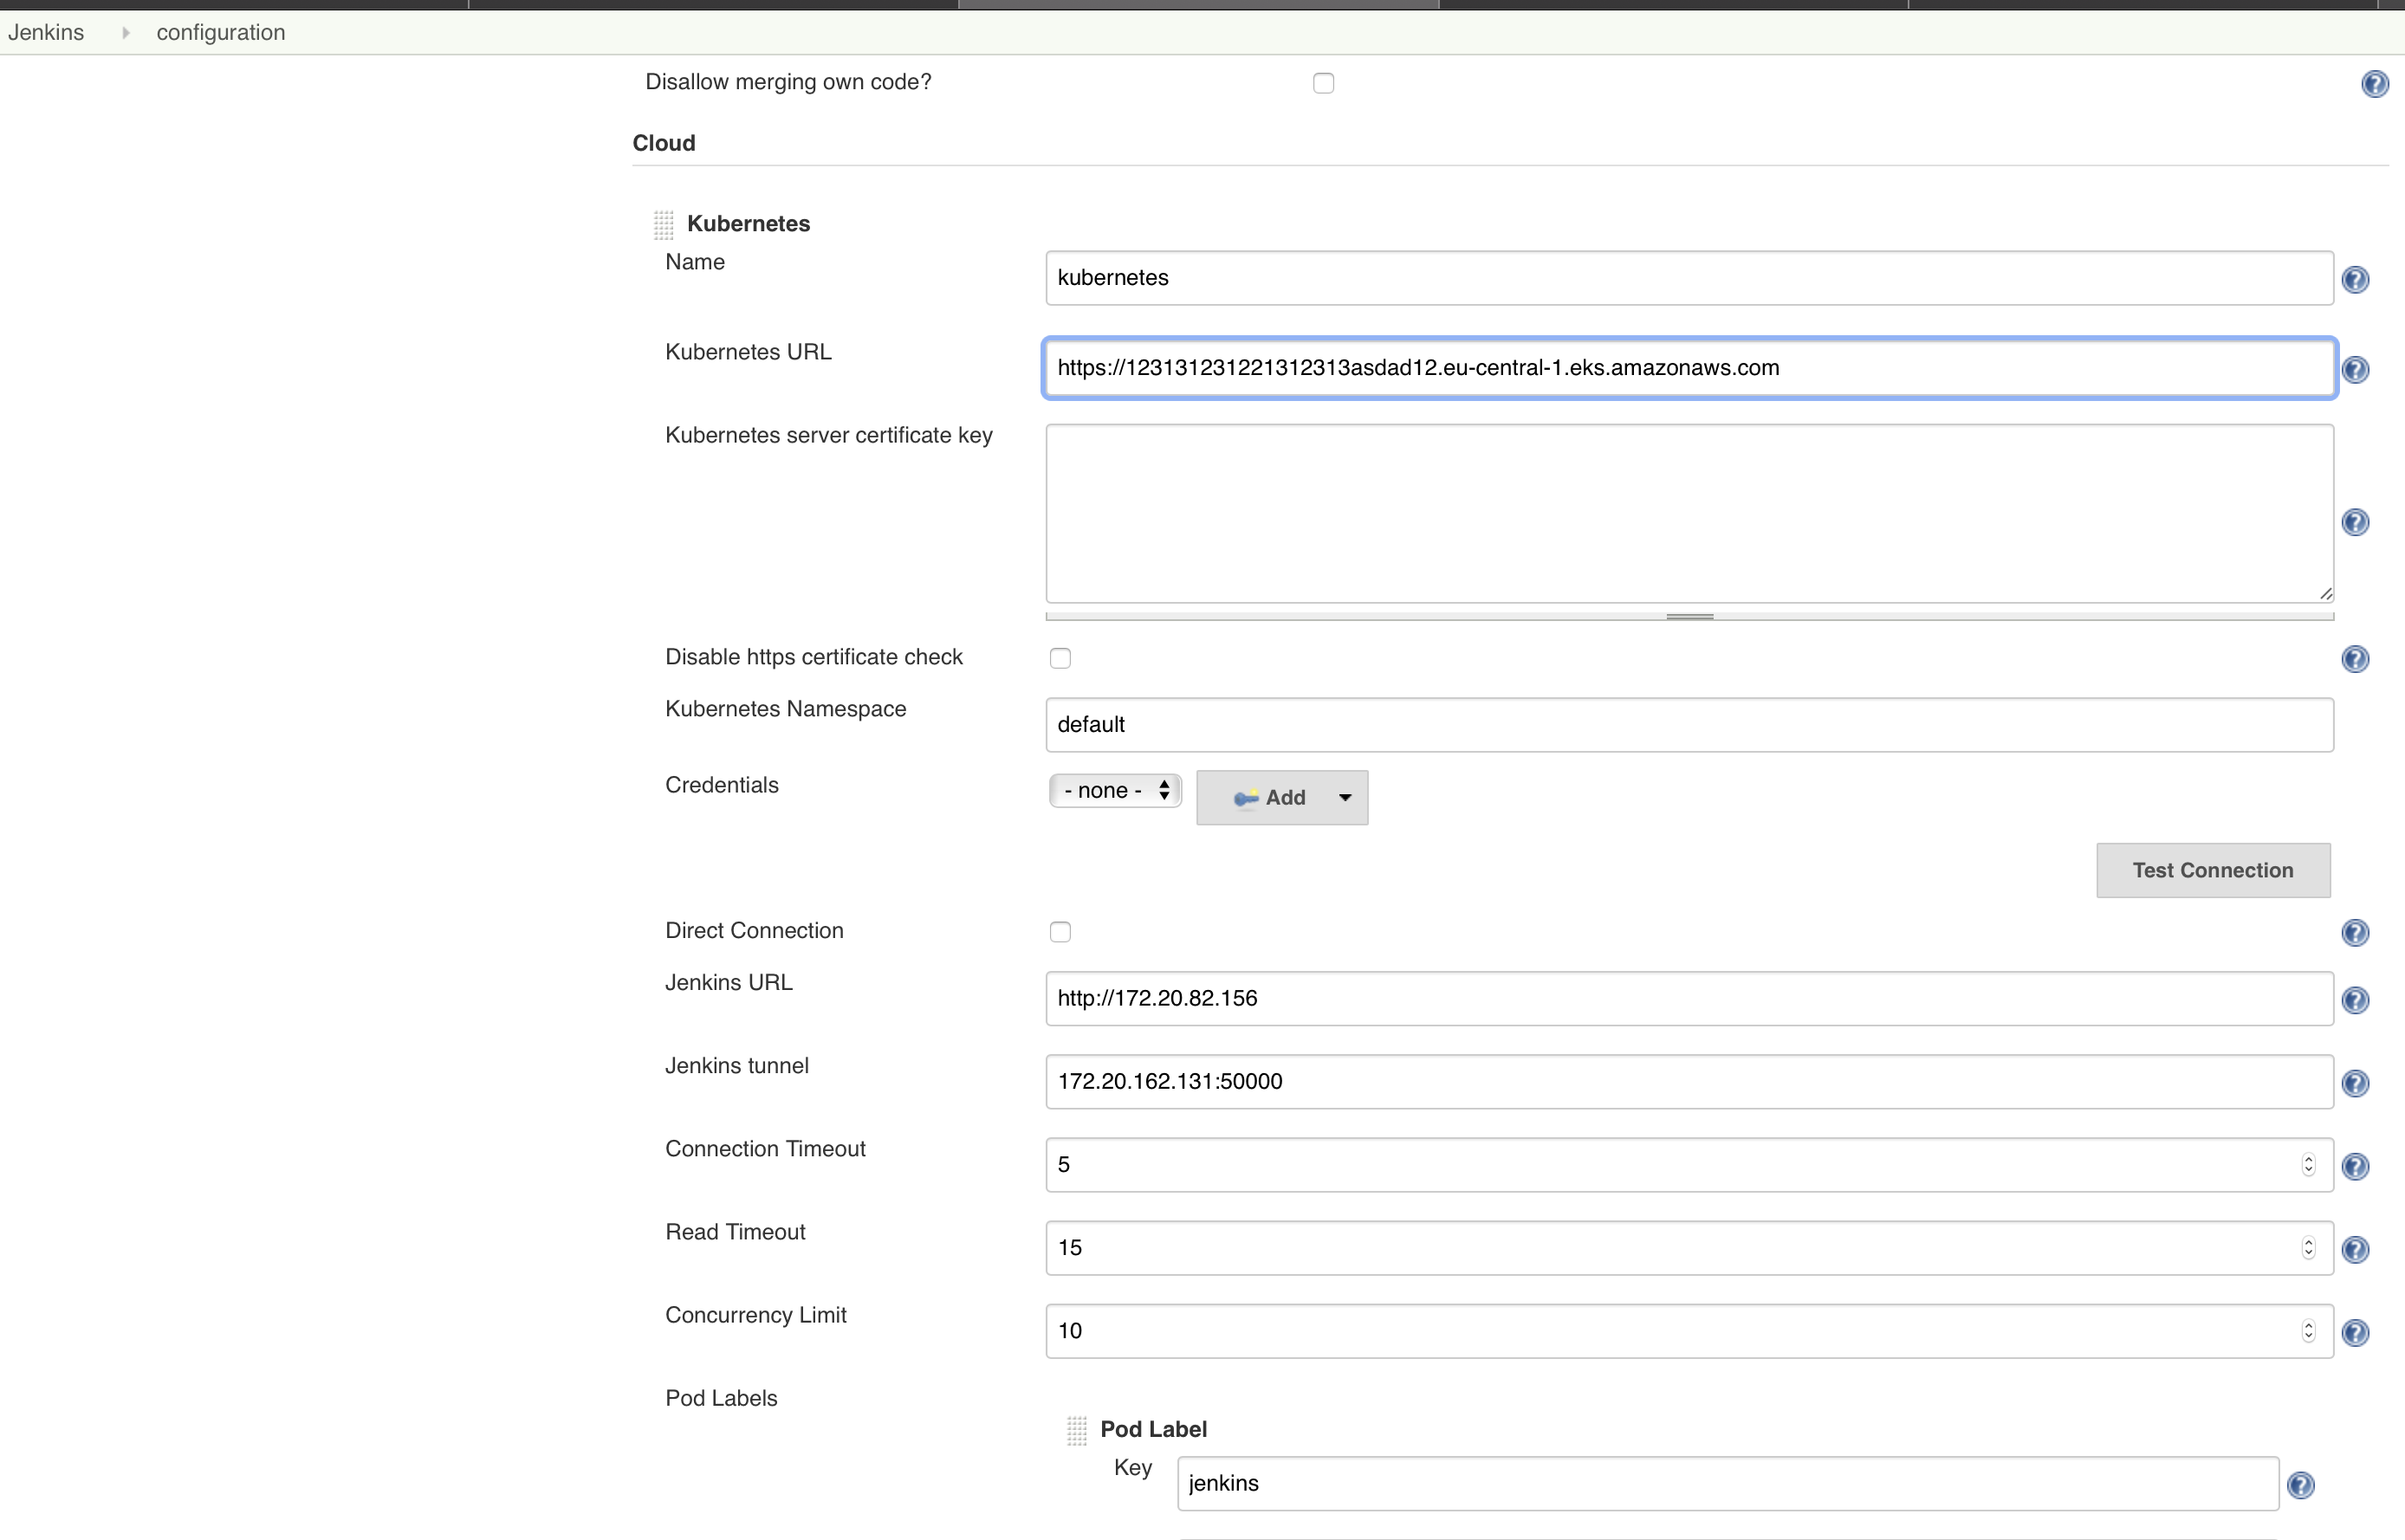 Jenkins configuration
Disallow merging own code?
Cloud
Kubernetes
Name
kubernetes
Kubernetes URL
https://123131231221312313asdad12.eu-central-1.eks.amazonaws.com
Kubernetes server certificate key
Disable https certificate check
Kubernetes Namespace
default
Credentials
- none -
Add
Test Connection
Direct Connection
Jenkins URL
http://172.20.82.156
Jenkins tunnel
172.20.162.131:50000
Connection Timeout
5
Read Timeout
15
Concurrency Limit
10
Pod Labels
Pod Label
Key
jenkins